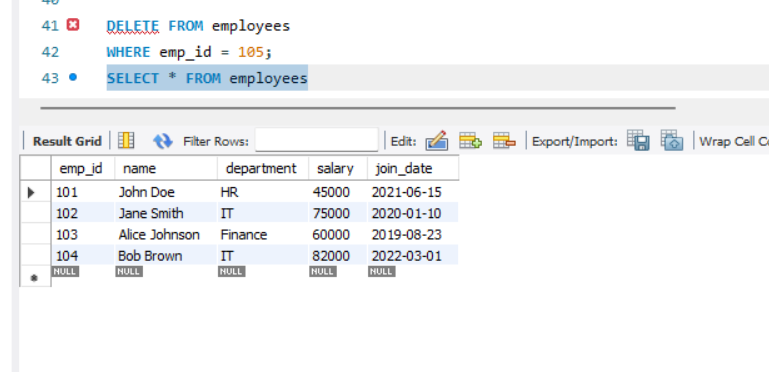 40
41 DELETE FROM employees
42 WHERE emp_id = 105;
43 SELECT * FROM employees
Result Grid Filter Rows: Edit: Export/Import: Wrap Cell Co
emp_id name department salary join_date
101 John Doe HR 45000 2021-06-15
102 Jane Smith IT 75000 2020-01-10
103 Alice Johnson Finance 60000 2019-08-23
104 Bob Brown IT 82000 2022-03-01
NULL NULL NULL NULL NULL